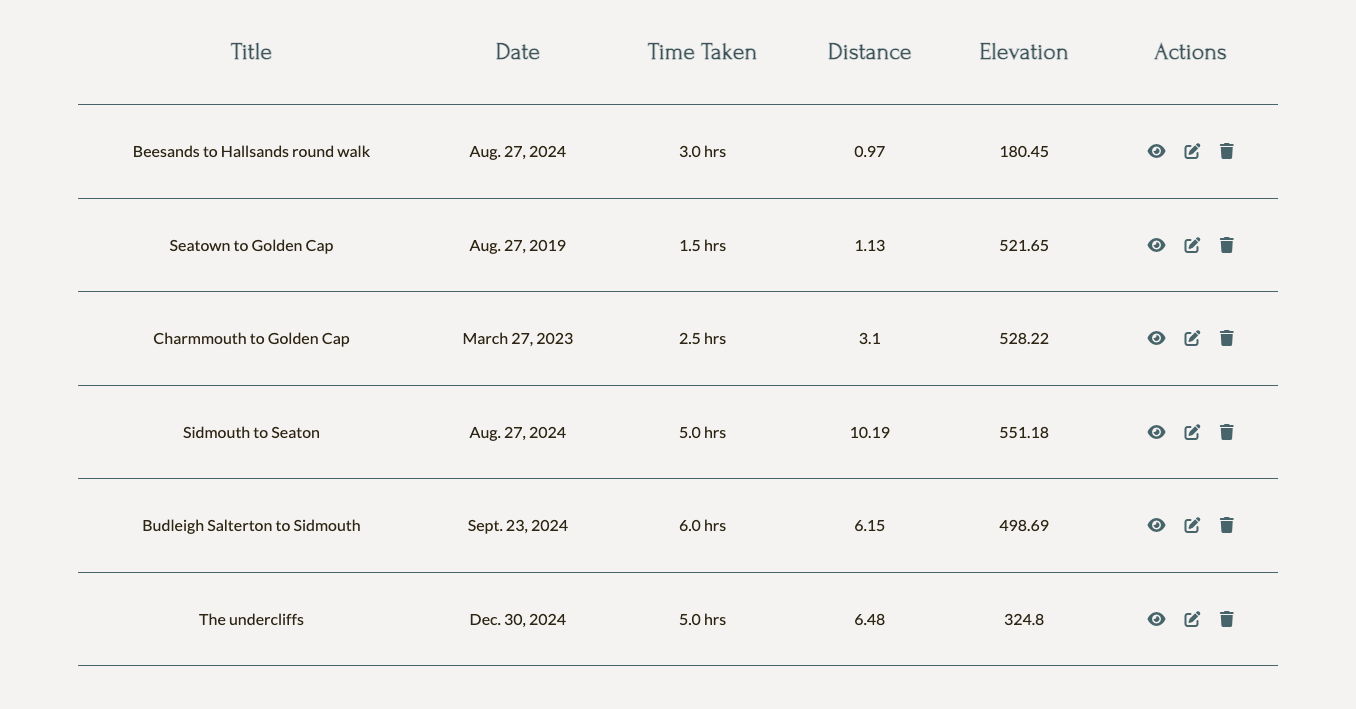 Title Date Time Taken Distance Elevation Actions
Beesands to Hallsands round walk Aug. 27, 2024 3.0 hrs 0.97 180.45
Seatown to Golden Cap Aug. 27, 2019 1.5 hrs 1.13 521.65
Charmmouth to Golden Cap March 27, 2023 2.5 hrs 3.1 528.22
Sidmouth to Seaton Aug. 27, 2024 5.0 hrs 10.19 551.18
Budleigh Salterton to Sidmouth Sept. 23, 2024 6.0 hrs 6.15 498.69
The undercliffs Dec. 30, 2024 5.0 hrs 6.48 324.8